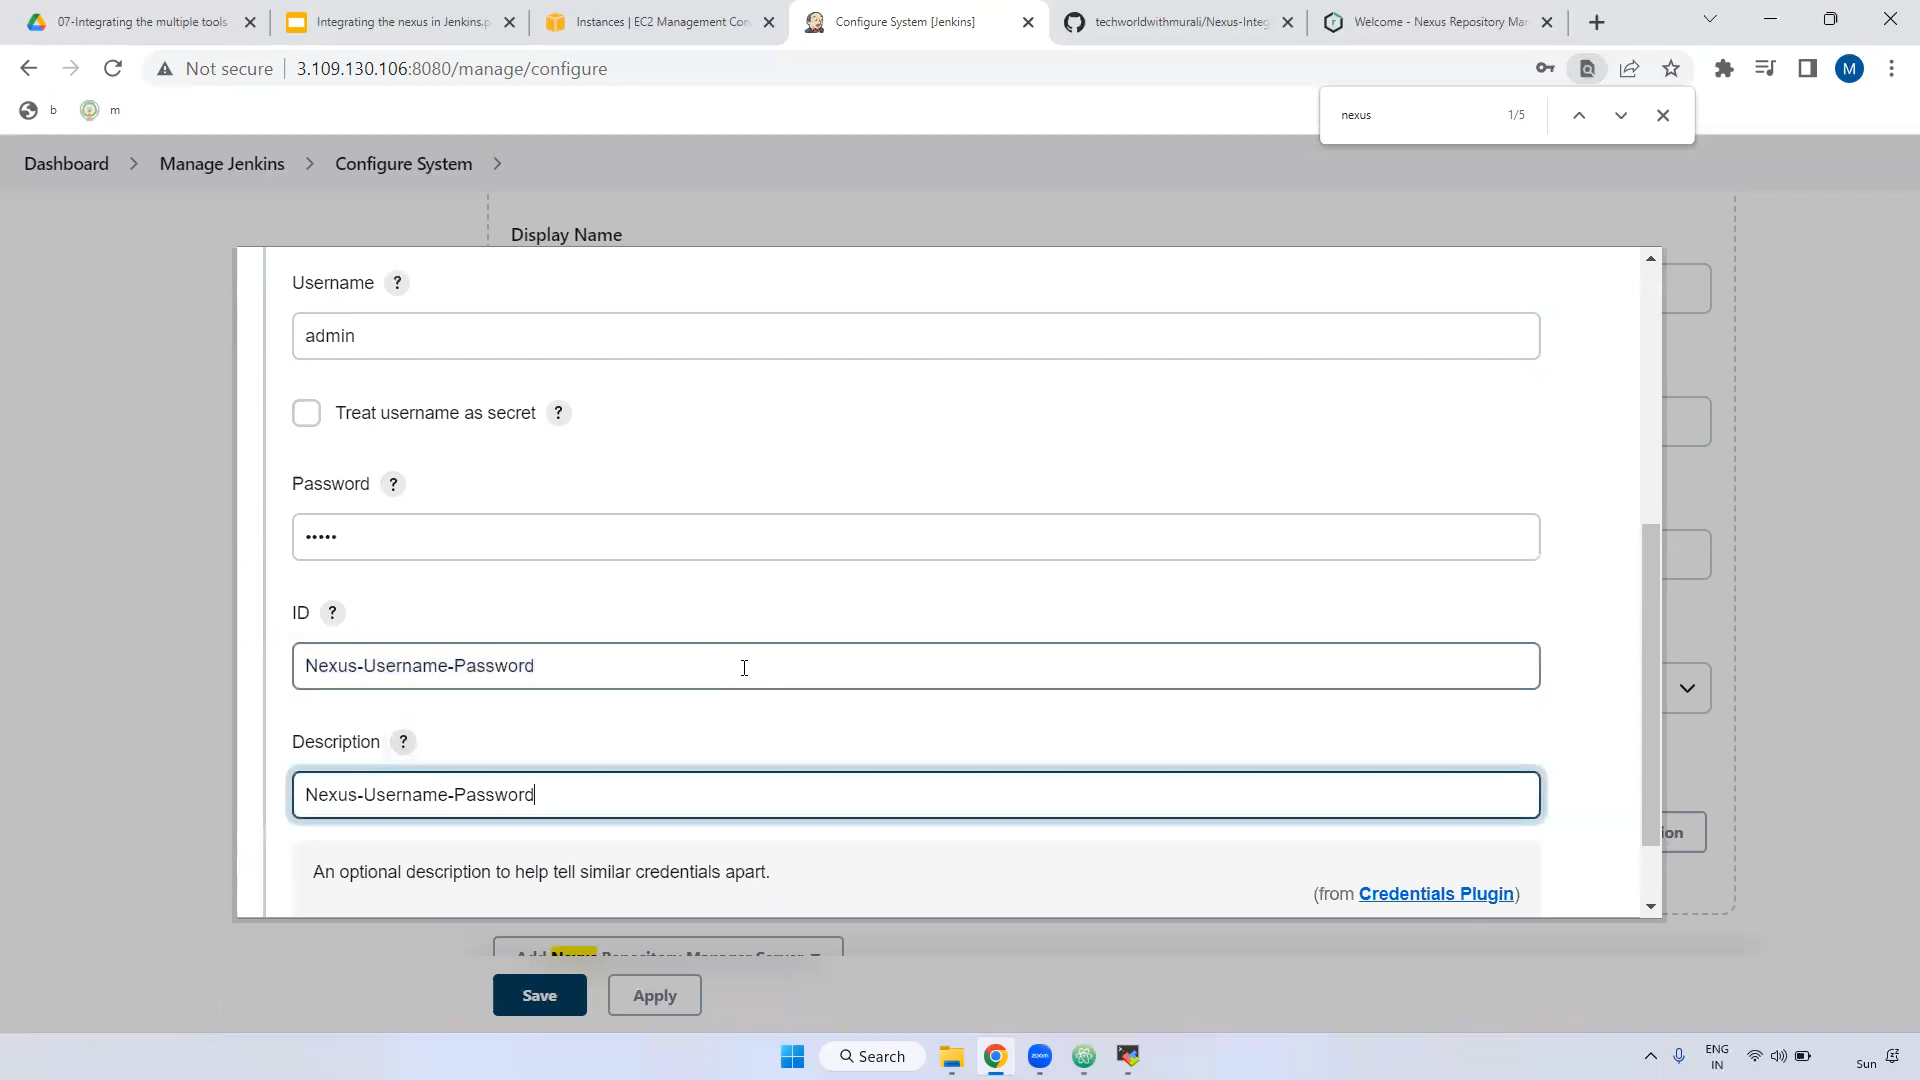 07-Integrating the multiple tools
Integrating the nexus in Jenkins.p
Instances | EC2 Management Con
Configure System [Jenkins]
techworldwithmurali/Nexus-Integ
Welcome - Nexus Repository Man
Not secure
3.109.130.106:8080/manage/configure
M
b
m
nexus
1/5
Dashboard
Manage Jenkins
Configure System
Display Name
Username ?
admin
Treat username as secret ?
Password ?
•••••
ID ?
Nexus-Username-Password
Description ?
Nexus-Username-Password
An optional description to help tell similar credentials apart.
(from Credentials Plugin)
ion
Add Nexus Repository Manager Server
Save
Apply
Search
zoom
ENG
IN
Sun